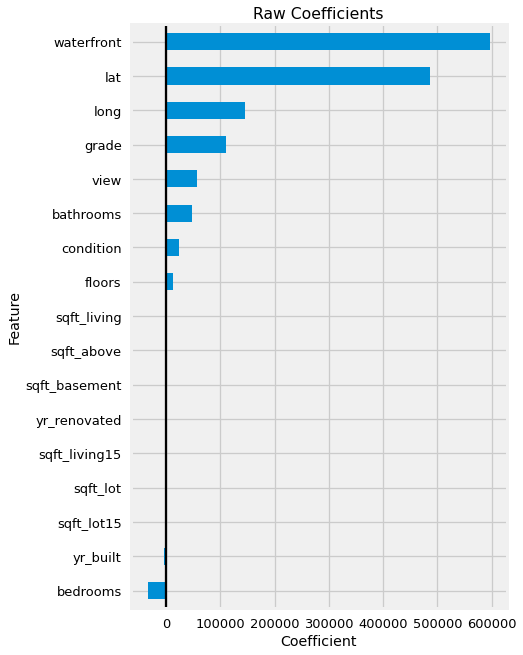 Raw Coefficients
waterfront
lat
long
grade
view
bathrooms
condition
floors
sqft_living
sqft_above
sqft_basement
yr_renovated
sqft_living15
sqft_lot
sqft_lot15
yr_built
bedrooms
Feature
0 100000 200000 300000 400000 500000 600000
Coefficient